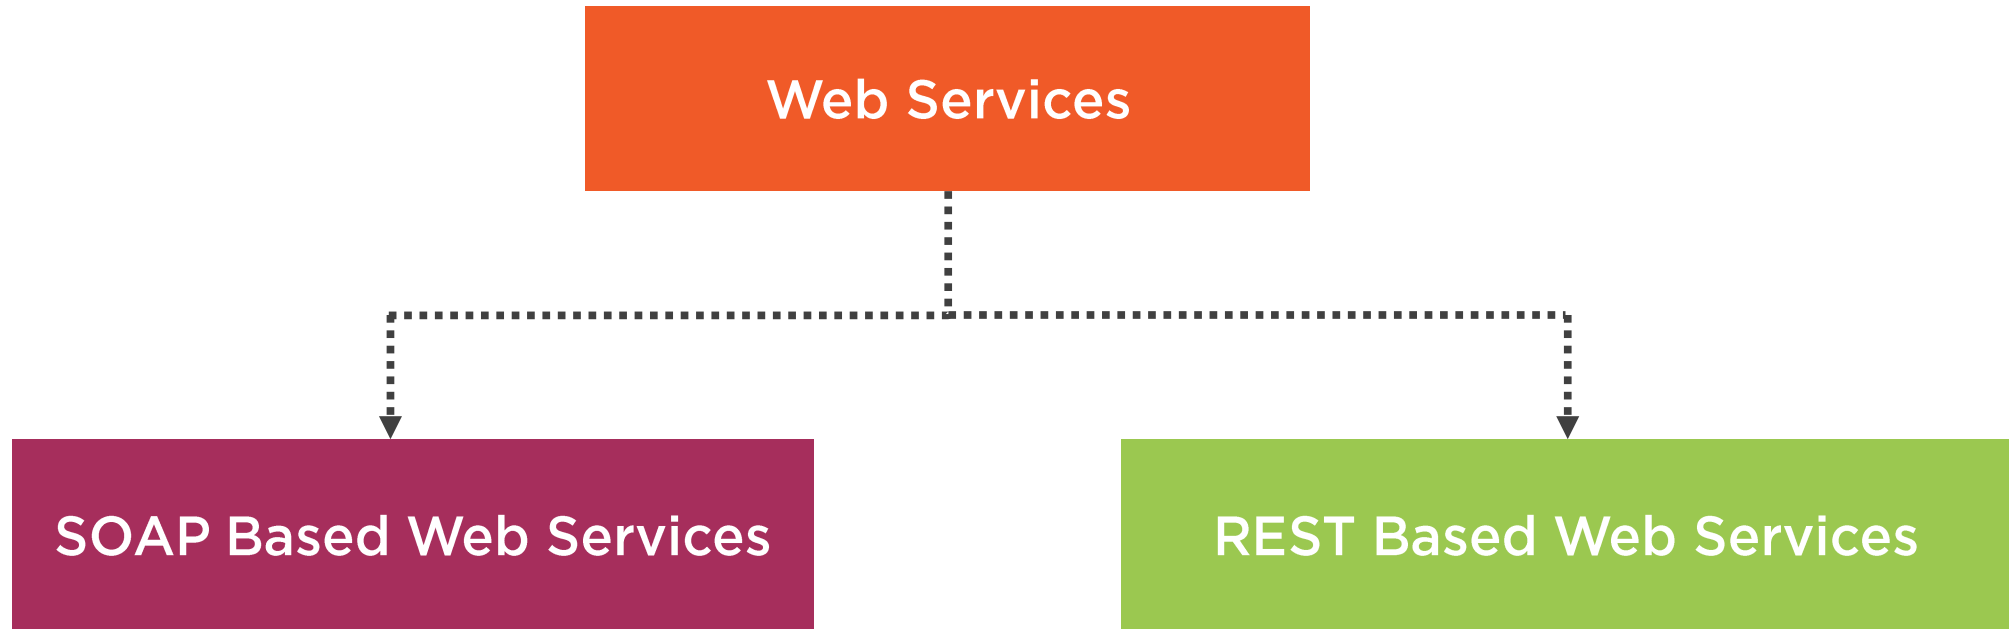 Web Services
SOAP Based Web Services
REST Based Web Services